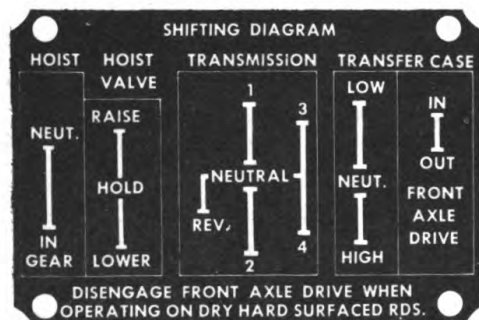 SHIFTING DIAGRAM
HOIST
HOIST
VALVE
TRANSMISSION
TRANSFER CASE
NEUT.
IN
GEAR
RAISE
HOLD
LOWER
1
3
NEUTRAL
REV.
2
4
LOW
NEUT.
HIGH
IN
OUT
FRONT
AXLE
DRIVE
DISENGAGE FRONT AXLE DRIVE WHEN
OPERATING ON DRY HARD SURFACED RDS.